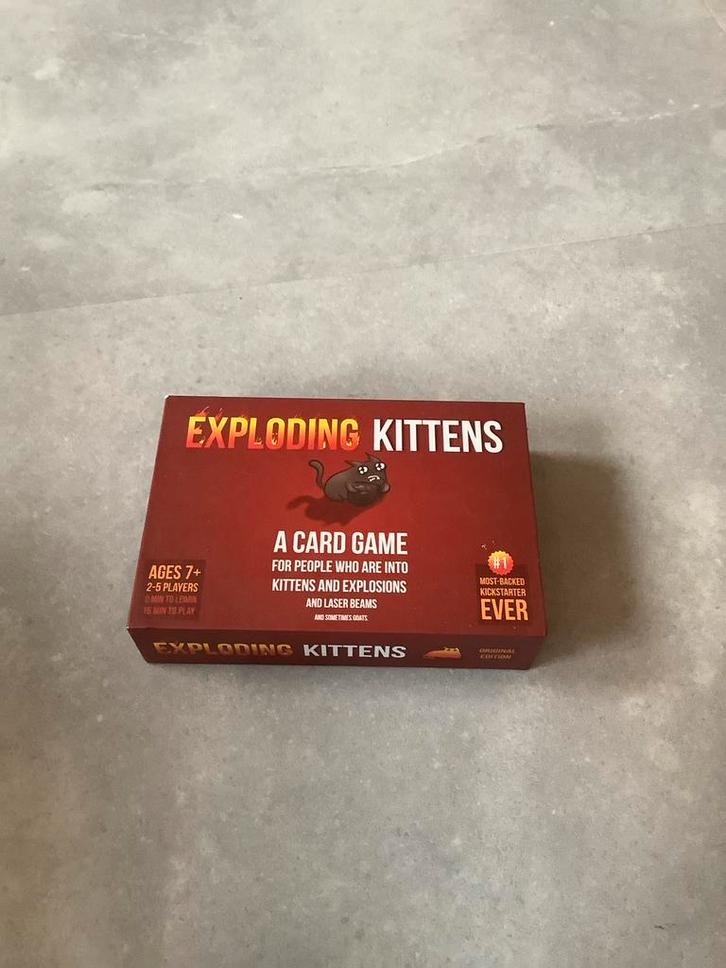 EXPLODING KITTENS
A CARD GAME
FOR PEOPLE WHO ARE INTO
KITTENS AND EXPLOSIONS
AND LASER BEAMS
AND SOMETIMES GOATS.
AGES 7+
2-5 PLAYERS
2 MIN TO LEARN
15 MIN TO PLAY
#1
MOST-BACKED
KICKSTARTER
EVER
EXPLODING KITTENS
ORIGINAL
EDITION